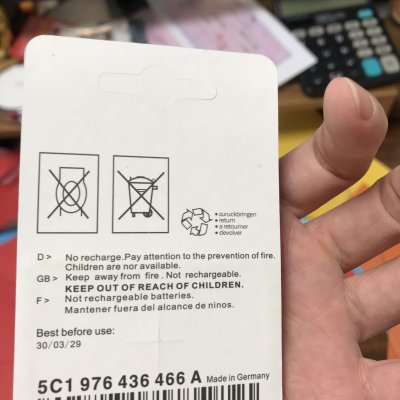 • zuruckbringen
• return
• a retourner
• devolver
D > No recharge.Pay attention to the prevention of fire.
Children are nor available.
GB > Keep away from fire . Not rechargeable.
KEEP OUT OF REACH OF CHILDREN.
F > Not rechargeable batteries.
Mantener fuera del alcance de ninos.
Best before use:
30/03/29
5C1 976 436 466 A Made in Germany